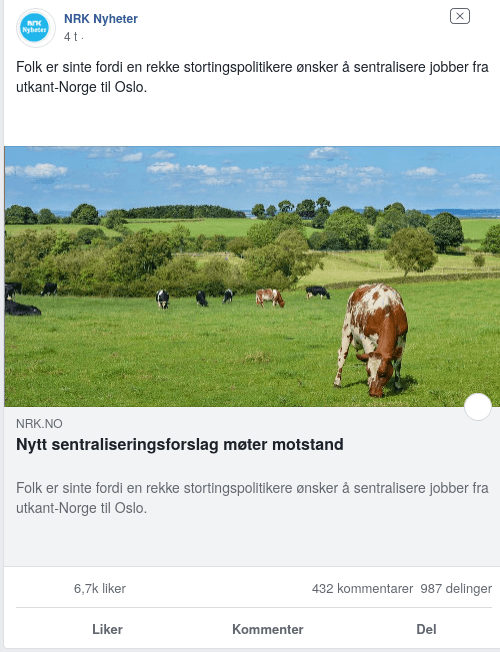 NRK
Nyheter
NRK Nyheter
4 t ·
Folk er sinte fordi en rekke stortingspolitikere ønsker å sentralisere jobber fra
utkant-Norge til Oslo.
NRK.NO
Nytt sentraliseringsforslag møter motstand
Folk er sinte fordi en rekke stortingspolitikere ønsker å sentralisere jobber fra
utkant-Norge til Oslo.
6,7k liker 432 kommentarer 987 delinger
Liker Kommenter Del